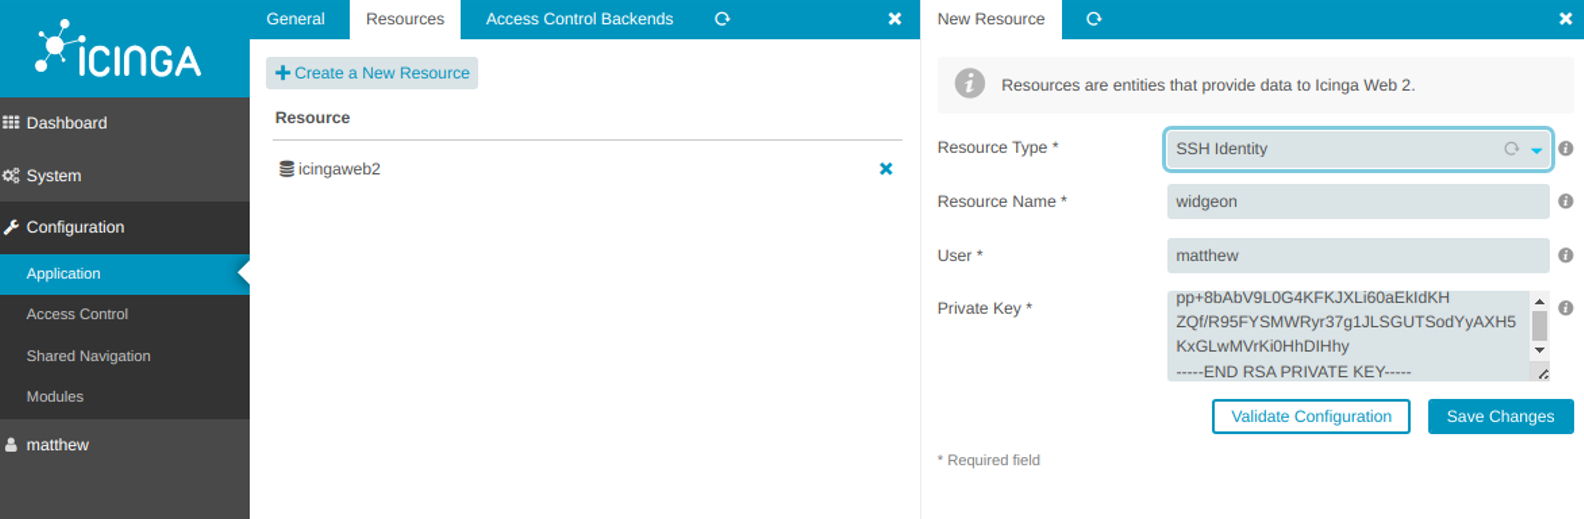 ICINGA
Dashboard
System
Configuration
Application
Access Control
Shared Navigation
Modules
matthew
General
Resources
Access Control Backends
Create a New Resource
Resource
icingaweb2
New Resource
Resources are entities that provide data to Icinga Web 2.
Resource Type *
SSH Identity
Resource Name *
widgeon
User *
matthew
Private Key *
pp+8bAbV9L0G4KFKJXLi60aEkIdKH
ZQf/R95FYSMWRyr37g1JLSGUTSodYyAXH5
KxGLwMVrKi0HhDIHhy
-----END RSA PRIVATE KEY-----
Validate Configuration
Save Changes
* Required field